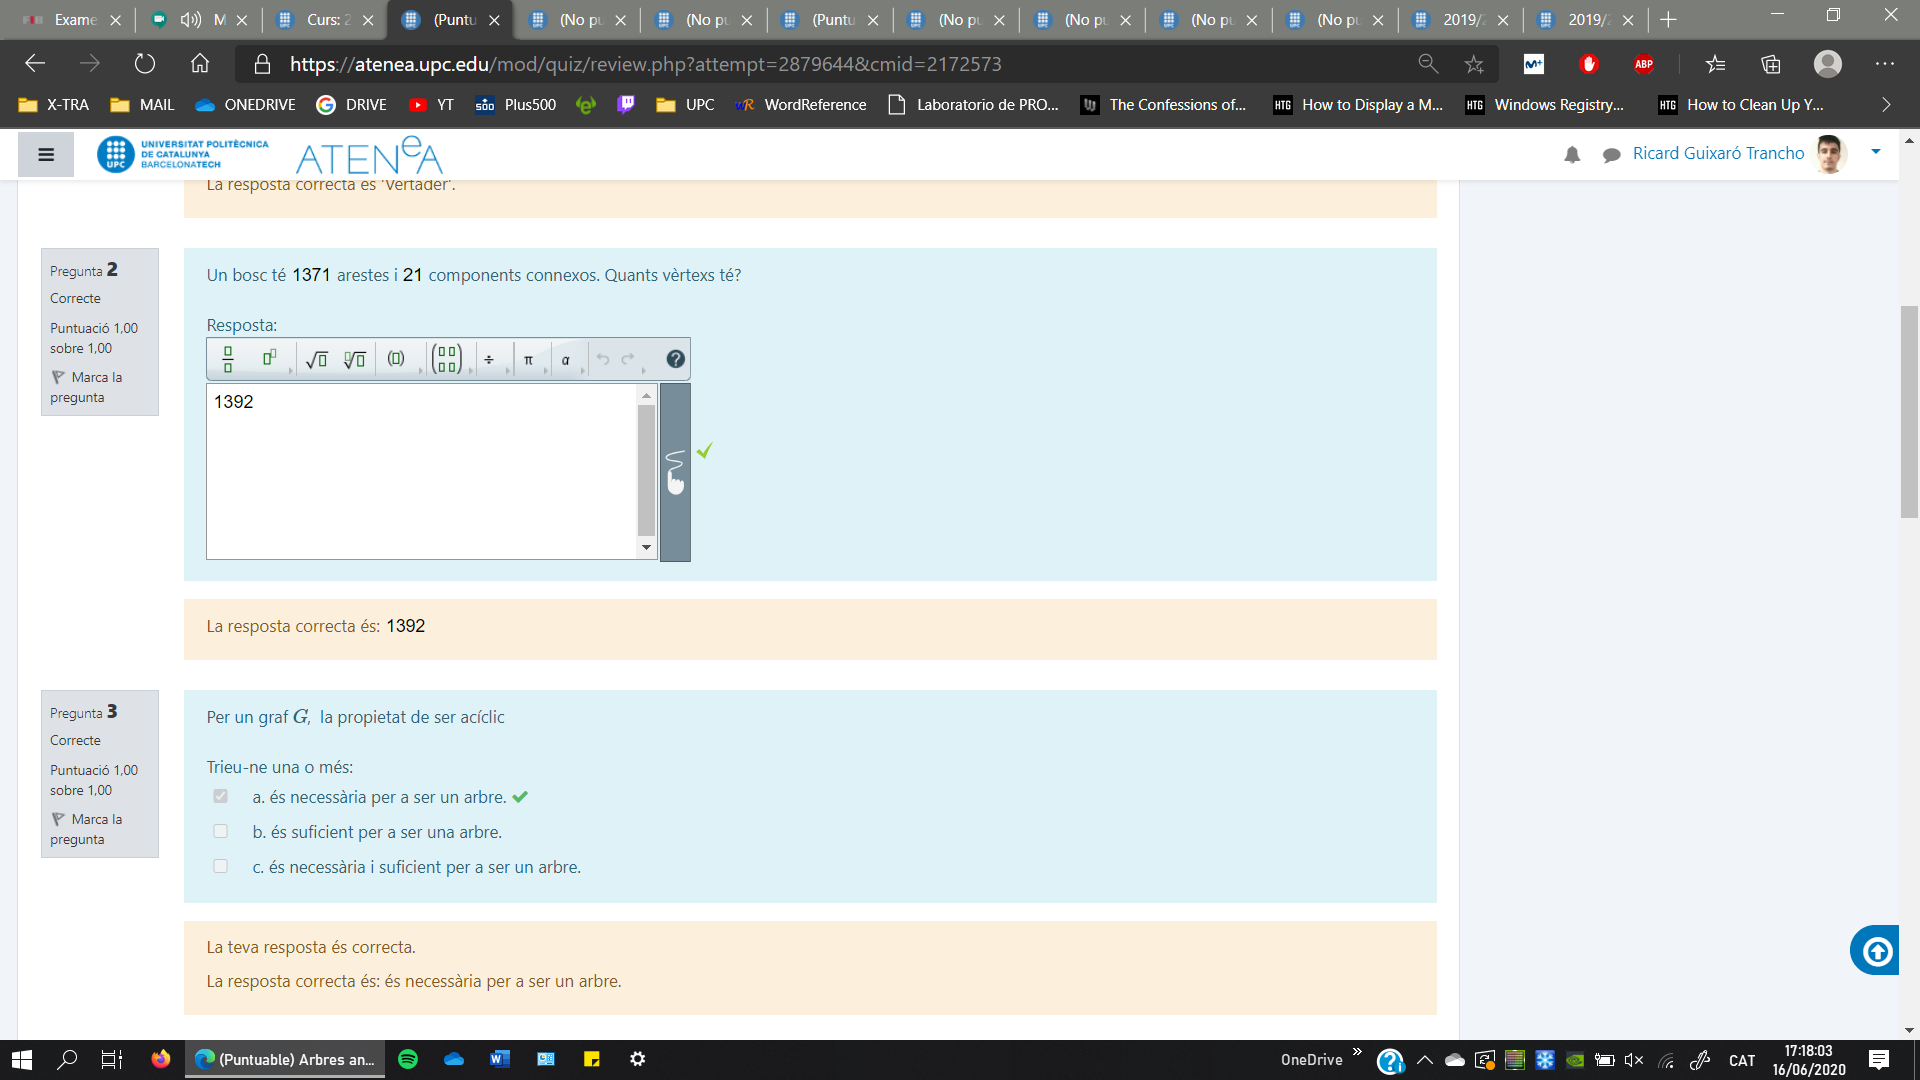 Exame
M
Curs: 2
(Puntu
(No pu
(No pu
(Puntu
(No pu
(No pu
(No pu
(No pu
2019/2
2019/2
https://atenea.upc.edu/mod/quiz/review.php?attempt=2879644&cmid=2172573
ABP
X-TRA
MAIL
ONEDRIVE
DRIVE
YT
Plus500
UPC
WordReference
Laboratorio de PRO...
The Confessions of...
HTG How to Display a M...
HTG Windows Registry,...
HTG How to Clean Up Y...
UPC
UNIVERSITAT POLITÈCNICA
DE CATALUNYA
BARCELONATECH
ATENeA
Ricard Guixaró Trancho
La resposta correcta és 'Vertader'.
Pregunta 2
Correcte
Puntuació 1,00
sobre 1,00
Marca la
pregunta
Un bosc té 1371 arestes i 21 components connexos. Quants vèrtexs té?
Resposta:
÷ π α ?
1392
La resposta correcta és: 1392
Pregunta 3
Correcte
Puntuació 1,00
sobre 1,00
Marca la
pregunta
Per un graf G, la propietat de ser acíclic
Trieu-ne una o més:
a. és necessària per a ser un arbre.
b. és suficient per a ser una arbre.
c. és necessària i suficient per a ser un arbre.
La teva resposta és correcta.
La resposta correcta és: és necessària per a ser un arbre.
(Puntuable) Arbres an...
OneDrive
CAT
17:18:03
16/06/2020